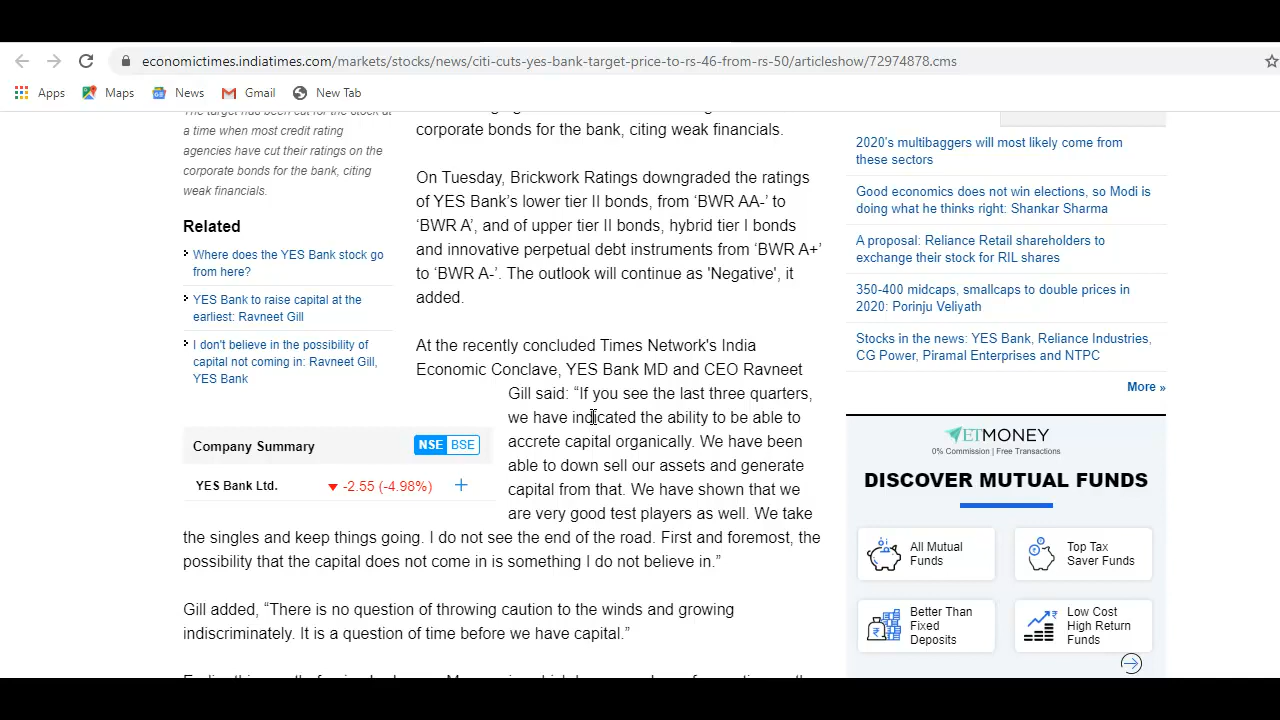 economictimes.indiatimes.com/markets/stocks/news/citi-cuts-yes-bank-target-price-to-rs-46-from-rs-50/articleshow/72974878.cms
Apps Maps News Gmail New Tab
The target has been cut for the stock at
a time when most credit rating
agencies have cut their ratings on the
corporate bonds for the bank, citing
weak financials.
Related
Where does the YES Bank stock go
from here?
YES Bank to raise capital at the
earliest: Ravneet Gill
I don't believe in the possibility of
capital not coming in: Ravneet Gill,
YES Bank
Company Summary NSE BSE
YES Bank Ltd. -2.55 (-4.98%) +
corporate bonds for the bank, citing weak financials.
On Tuesday, Brickwork Ratings downgraded the ratings
of YES Bank’s lower tier II bonds, from ‘BWR AA-’ to
‘BWR A’, and of upper tier II bonds, hybrid tier I bonds
and innovative perpetual debt instruments from ‘BWR A+’
to ‘BWR A-’. The outlook will continue as 'Negative', it
added.
At the recently concluded Times Network's India
Economic Conclave, YES Bank MD and CEO Ravneet
Gill said: “If you see the last three quarters,
we have indicated the ability to be able to
accrete capital organically. We have been
able to down sell our assets and generate
capital from that. We have shown that we
are very good test players as well. We take
the singles and keep things going. I do not see the end of the road. First and foremost, the
possibility that the capital does not come in is something I do not believe in.”
Gill added, “There is no question of throwing caution to the winds and growing
indiscriminately. It is a question of time before we have capital.”
2020's multibaggers will most likely come from
these sectors
Good economics does not win elections, so Modi is
doing what he thinks right: Shankar Sharma
A proposal: Reliance Retail shareholders to
exchange their stock for RIL shares
350-400 midcaps, smallcaps to double prices in
2020: Porinju Veliyath
Stocks in the news: YES Bank, Reliance Industries,
CG Power, Piramal Enterprises and NTPC
More »
ETMONEY
0% Commission | Free Transactions
DISCOVER MUTUAL FUNDS
All Mutual
Funds
Top Tax
Saver Funds
Better Than
Fixed
Deposits
Low Cost
High Return
Funds